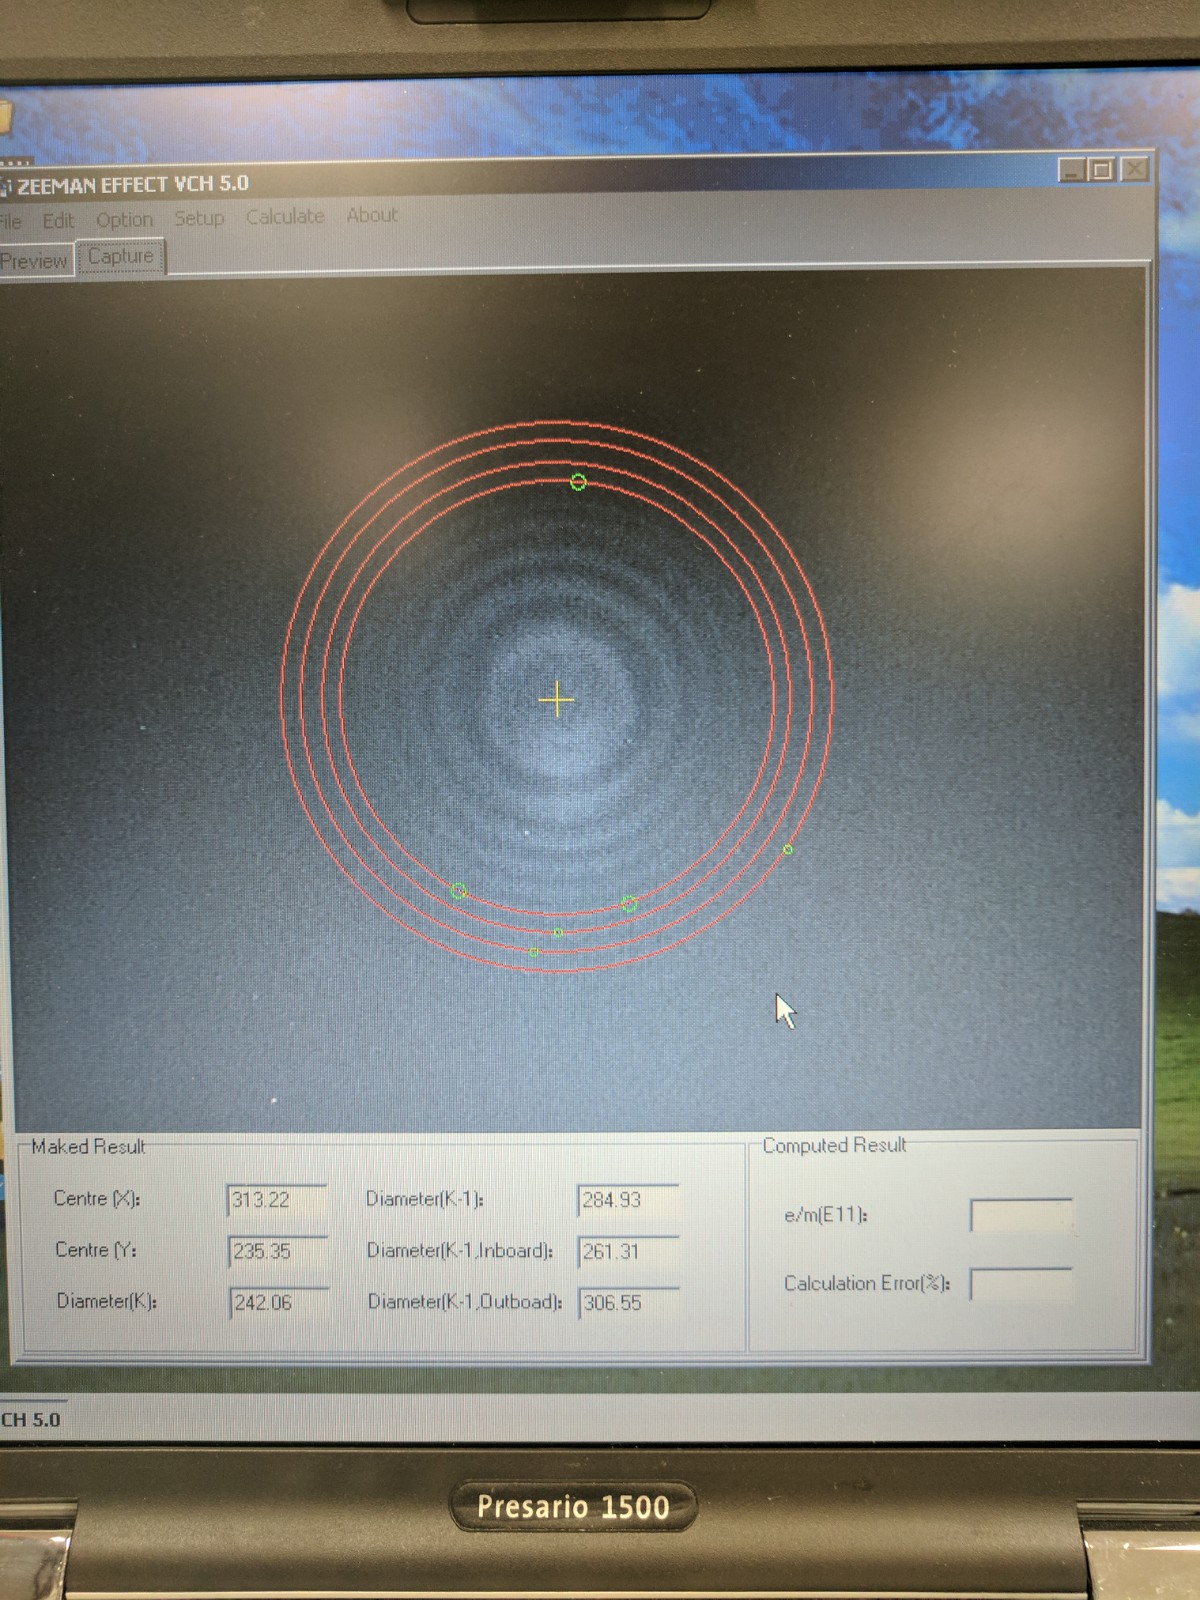 ZEEMAN EFFECT VCH 5.0
File Edit Option Setup Calculate About
Preview Capture
Maked Result
Centre (X): 313.22 Diameter(K-1): 284.93
Centre (Y: 235.35 Diameter(K-1,Inboard): 261.31
Diameter(K): 242.06 Diameter(K-1,Outboad): 306.55
Computed Result
e/m(E11):
Calculation Error(%):
CH 5.0
Presario 1500